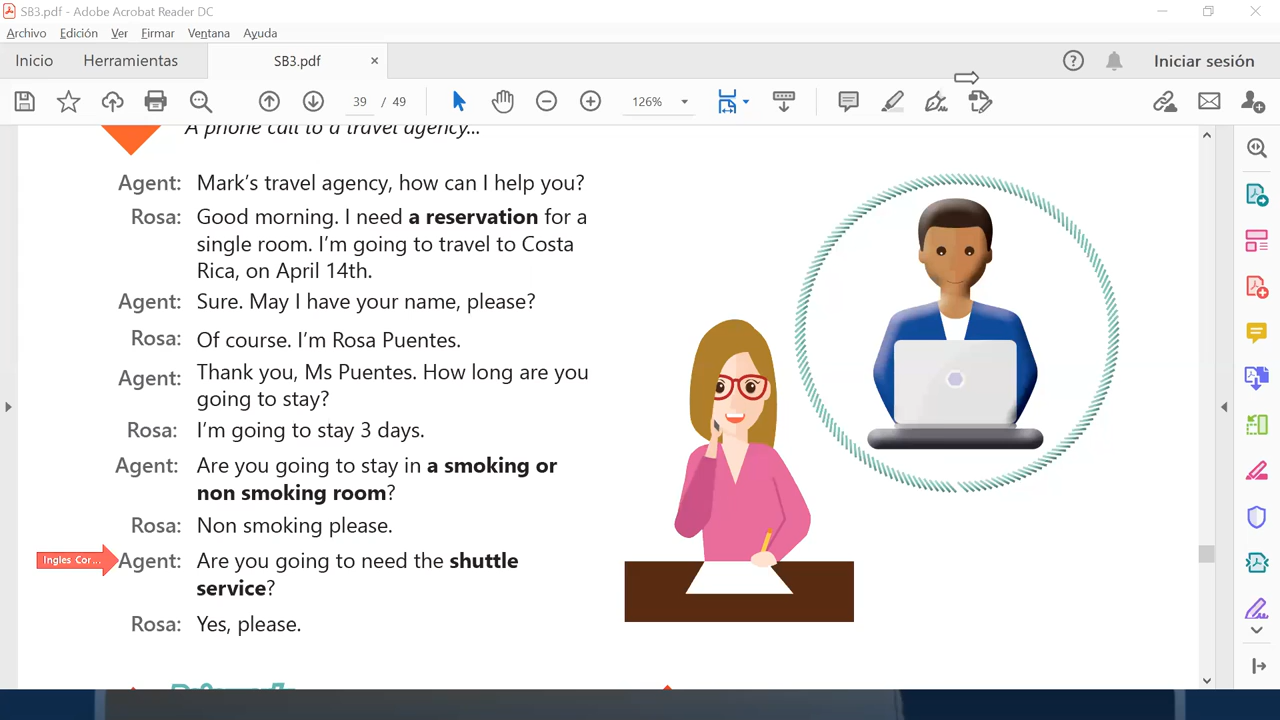 SB3.pdf - Adobe Acrobat Reader DC
Archivo Edición Ver Firmar Ventana Ayuda
Inicio Herramientas SB3.pdf × ? Iniciar sesión
39 / 49 126%
A phone call to a travel agency...
Agent: Mark's travel agency, how can I help you?
Rosa: Good morning. I need a reservation for a
single room. I'm going to travel to Costa
Rica, on April 14th.
Agent: Sure. May I have your name, please?
Rosa: Of course. I'm Rosa Puentes.
Agent: Thank you, Ms Puentes. How long are you
going to stay?
Rosa: I'm going to stay 3 days.
Agent: Are you going to stay in a smoking or
non smoking room?
Rosa: Non smoking please.
Ingles Cor... Agent: Are you going to need the shuttle
service?
Rosa: Yes, please.